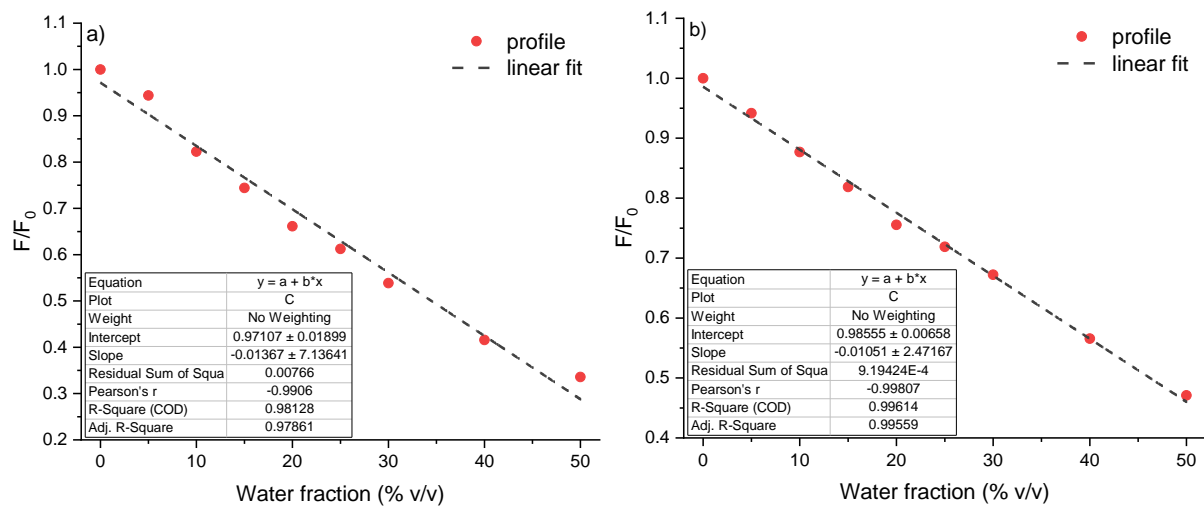 a)
profile
linear fit
F/F0
1.1
1.0
0.9
0.8
0.7
0.6
0.5
0.4
0.3
0.2
Equation y = a + b*x
Plot C
Weight No Weighting
Intercept 0.97107 ± 0.01899
Slope -0.01367 ± 7.13641
Residual Sum of Squa 0.00766
Pearson's r -0.9906
R-Square (COD) 0.98128
Adj. R-Square 0.97861
0 10 20 30 40 50
Water fraction (% v/v)
b)
profile
linear fit
F/F0
1.1
1.0
0.9
0.8
0.7
0.6
0.5
0.4
Equation y = a + b*x
Plot C
Weight No Weighting
Intercept 0.98555 ± 0.00658
Slope -0.01051 ± 2.47167
Residual Sum of Squa 9.19424E-4
Pearson's r -0.99807
R-Square (COD) 0.99614
Adj. R-Square 0.99559
0 10 20 30 40 50
Water fraction (% v/v)